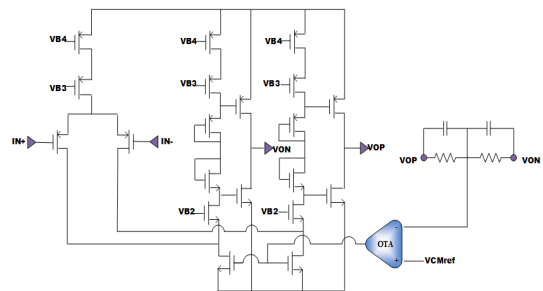 VB4
VB4
VB4
VB3
VB3
VB3
IN+
IN-
VON
VOP
VOP
VON
VB2
VB2
OTA
-
+
VCMref